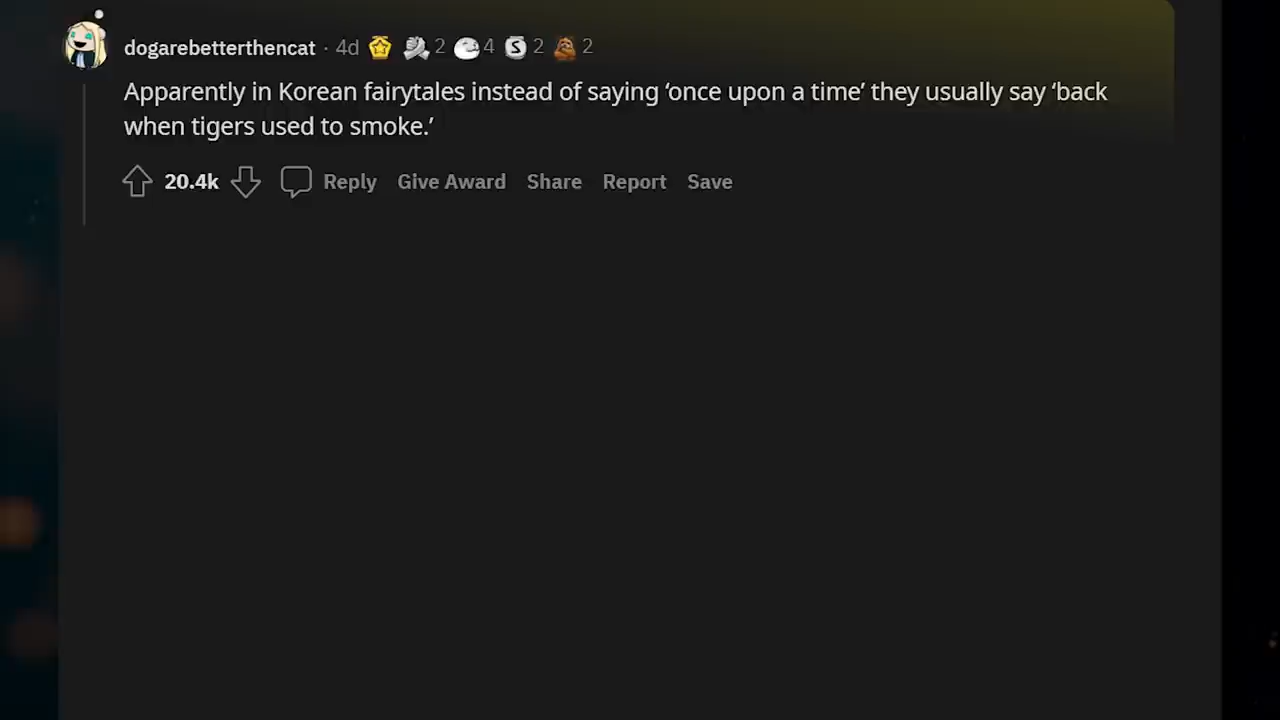 dogarebetterthencat · 4d 2 4 2 2
Apparently in Korean fairytales instead of saying ‘once upon a time’ they usually say ‘back
when tigers used to smoke.’
20.4k Reply Give Award Share Report Save